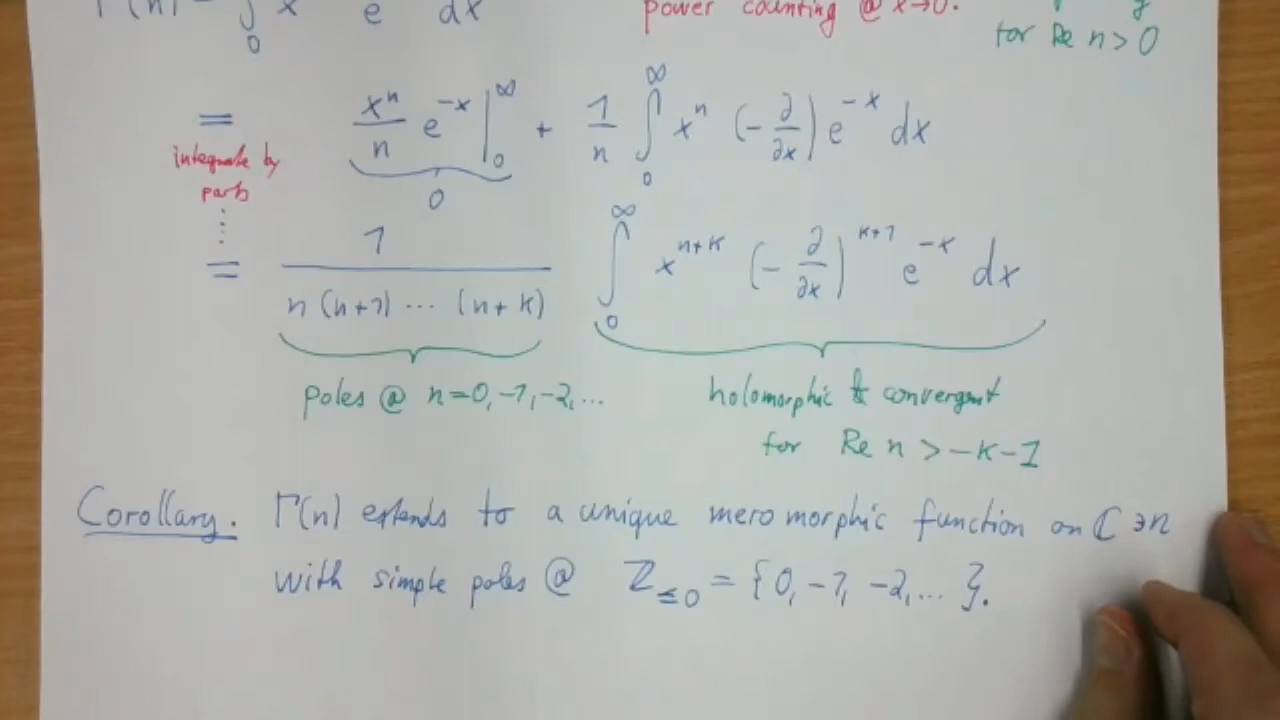 Γ(n) = ∫₀ x e dx power counting @ x→0.
for Re n > 0
= xⁿ/n e^{-x} |₀^∞ + 1/n ∫₀^∞ xⁿ (-∂/∂x) e^{-x} dx
integrate by parts
0
= 1/(n(n+1) ··· (n+k)) ∫₀^∞ x^{n+k} (-∂/∂x)^{k+1} e^{-x} dx
poles @ n=0,-1,-2,... holomorphic & convergent
for Re n > -k-1
Corollary. Γ(n) extends to a unique meromorphic function on ℂ∋n
with simple poles @ ℤ≤0 = {0, -1, -2, ... }.